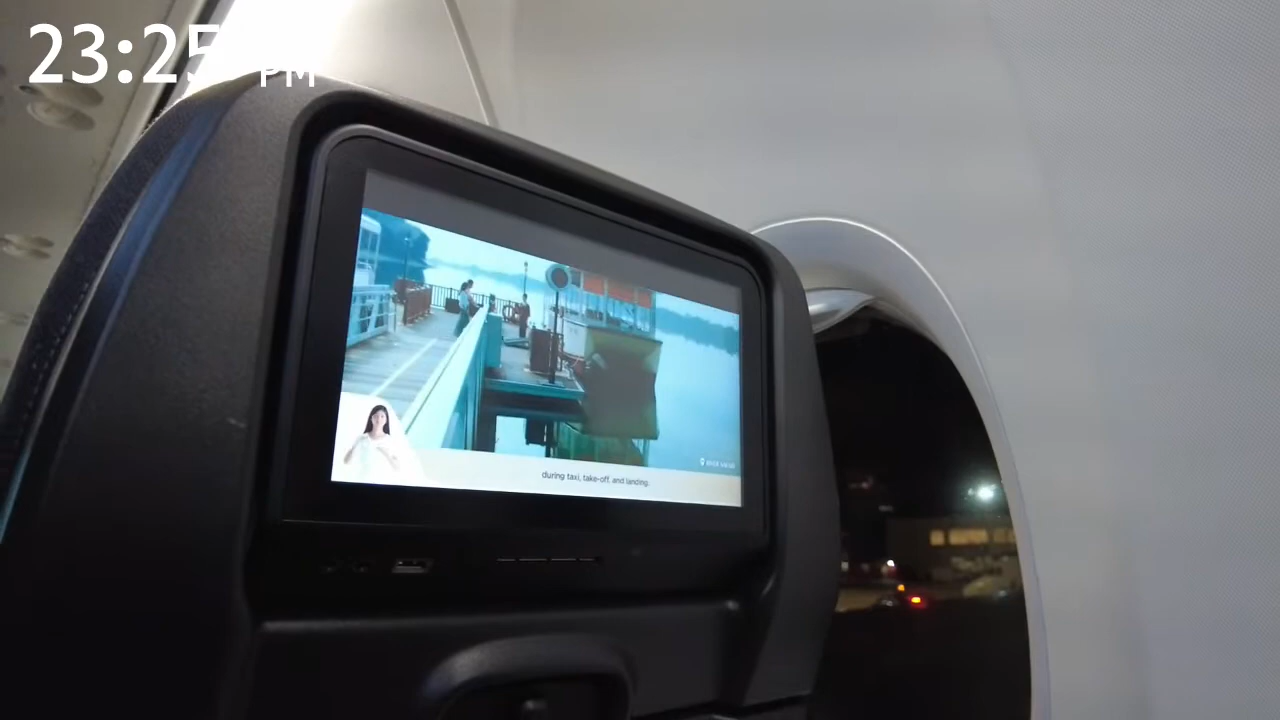 23:25 PM
during taxi, take-off, and landing.